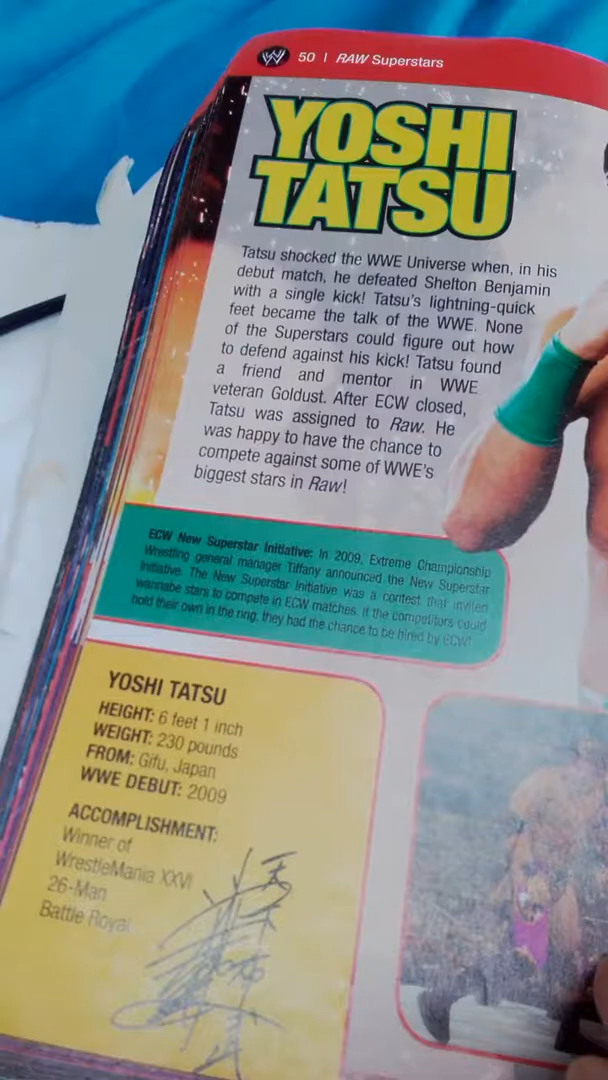 W 50 | RAW Superstars
YOSHI
TATSU
Tatsu shocked the WWE Universe when, in his
debut match, he defeated Shelton Benjamin
with a single kick! Tatsu's lightning-quick
feet became the talk of the WWE. None
of the Superstars could figure out how
to defend against his kick! Tatsu found
a friend and mentor in WWE
veteran Goldust. After ECW closed,
Tatsu was assigned to Raw. He
was happy to have the chance to
compete against some of WWE's
biggest stars in Raw!
ECW New Superstar Initiative: In 2009, Extreme Championship
Wrestling general manager Tiffany announced the New Superstar
Initiative. The New Superstar Initiative was a contest that invited
wannabe stars to compete in ECW matches. If the competitors could
hold their own in the ring, they had the chance to be hired by ECW!
YOSHI TATSU
HEIGHT: 6 feet 1 inch
WEIGHT: 230 pounds
FROM: Gifu, Japan
WWE DEBUT: 2009
ACCOMPLISHMENT:
Winner of
WrestleMania XXVI
26-Man
Battle Royal